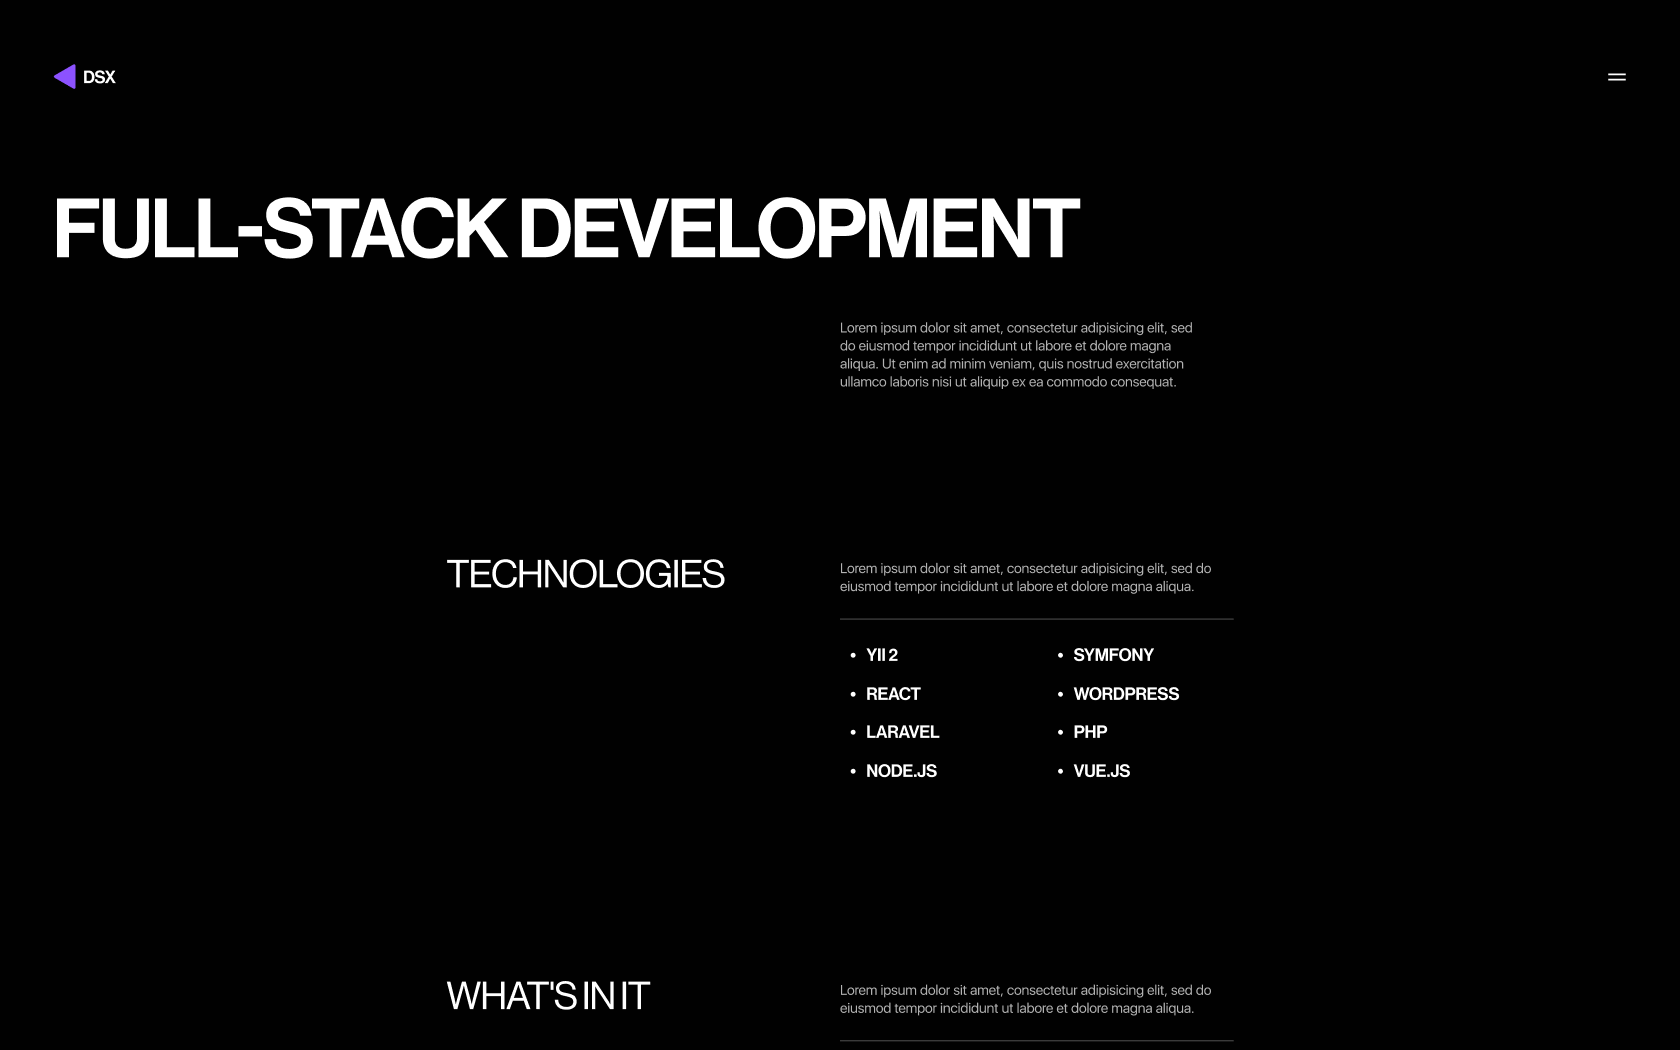 DSX
FULL-STACK DEVELOPMENT
Lorem ipsum dolor sit amet, consectetur adipisicing elit, sed
do eiusmod tempor incididunt ut labore et dolore magna
aliqua. Ut enim ad minim veniam, quis nostrud exercitation
ullamco laboris nisi ut aliquip ex ea commodo consequat.
TECHNOLOGIES
Lorem ipsum dolor sit amet, consectetur adipisicing elit, sed do
eiusmod tempor incididunt ut labore et dolore magna aliqua.
• YII 2
• SYMFONY
• REACT
• WORDPRESS
• LARAVEL
• PHP
• NODE.JS
• VUE.JS
WHAT'S IN IT
Lorem ipsum dolor sit amet, consectetur adipisicing elit, sed do
eiusmod tempor incididunt ut labore et dolore magna aliqua.